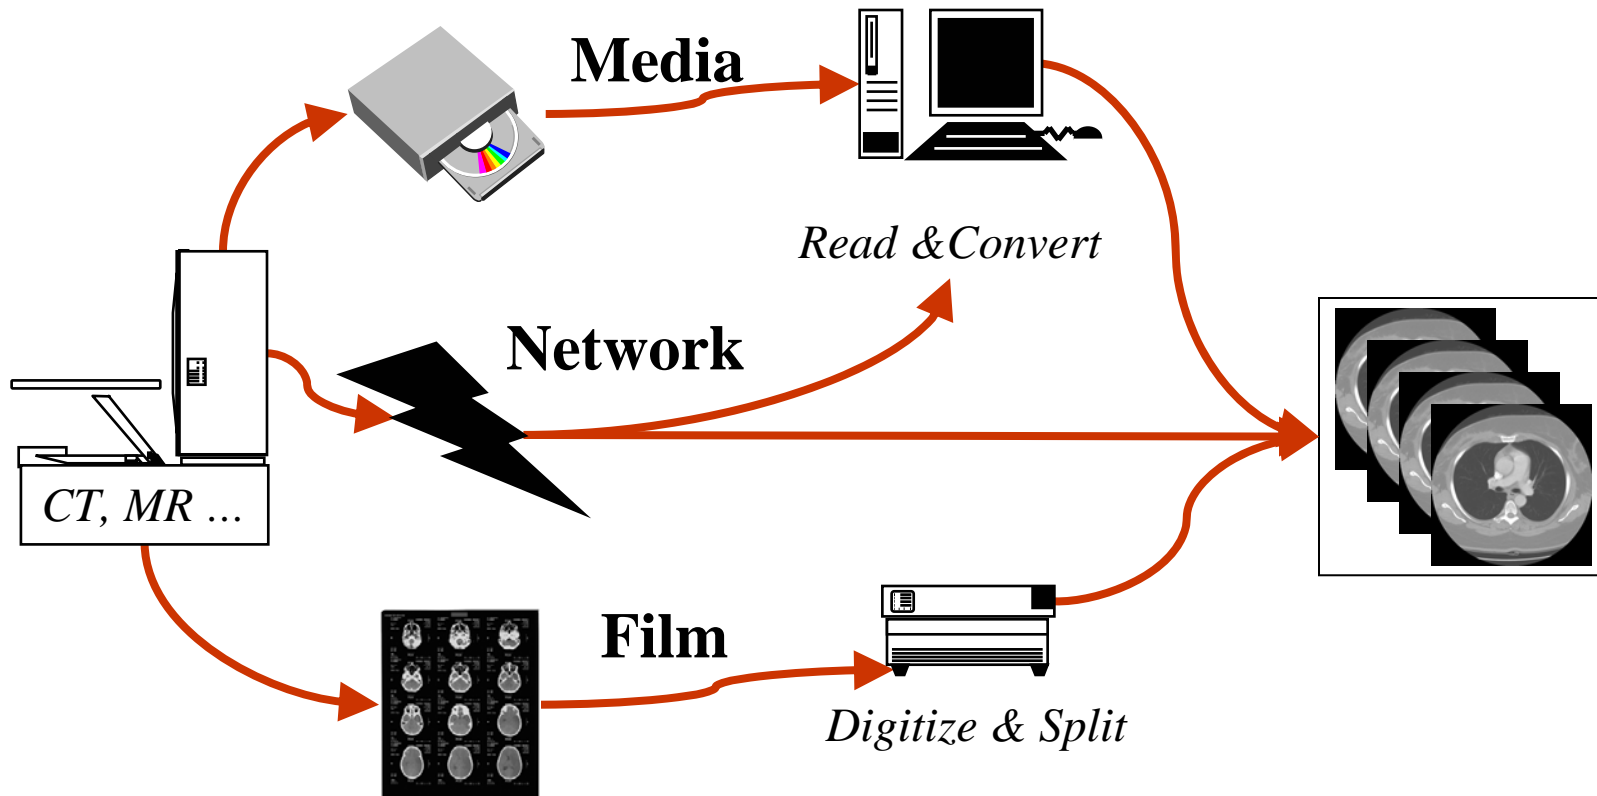 Media
Read &Convert
Network
CT, MR ...
Film
Digitize & Split